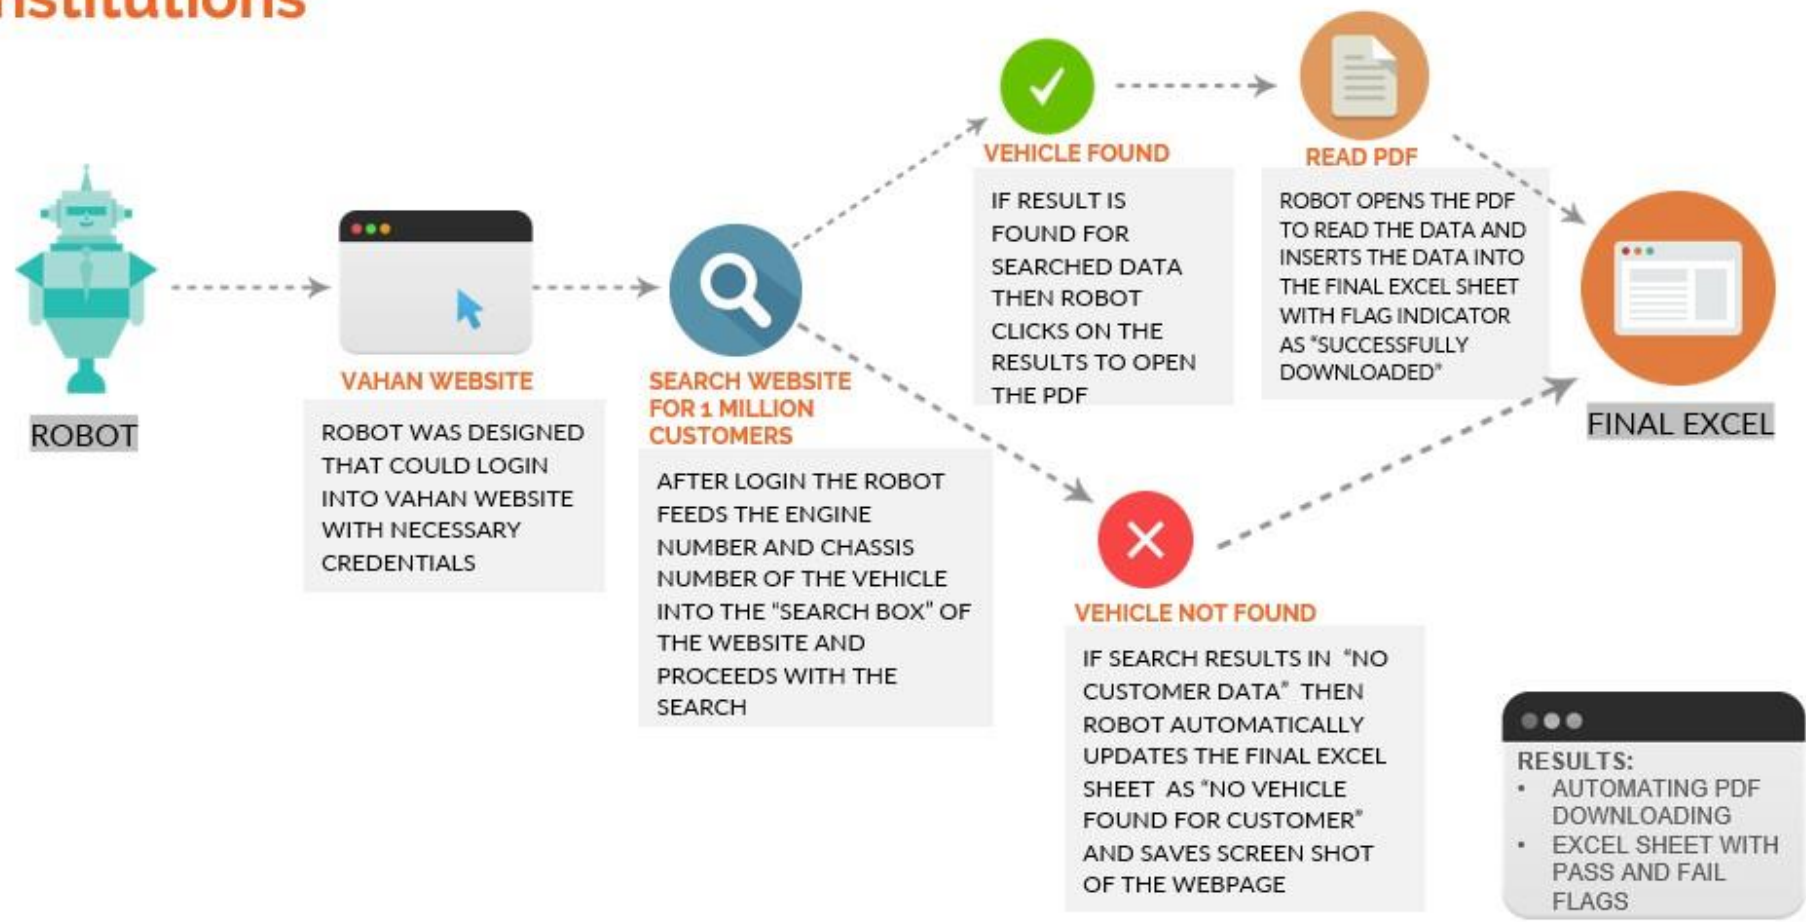 nstitutions
ROBOT
VAHAN WEBSITE
ROBOT WAS DESIGNED
THAT COULD LOGIN
INTO VAHAN WEBSITE
WITH NECESSARY
CREDENTIALS
SEARCH WEBSITE
FOR 1 MILLION
CUSTOMERS
AFTER LOGIN THE ROBOT
FEEDS THE ENGINE
NUMBER AND CHASSIS
NUMBER OF THE VEHICLE
INTO THE "SEARCH BOX" OF
THE WEBSITE AND
PROCEEDS WITH THE
SEARCH
VEHICLE FOUND
IF RESULT IS
FOUND FOR
SEARCHED DATA
THEN ROBOT
CLICKS ON THE
RESULTS TO OPEN
THE PDF
READ PDF
ROBOT OPENS THE PDF
TO READ THE DATA AND
INSERTS THE DATA INTO
THE FINAL EXCEL SHEET
WITH FLAG INDICATOR
AS "SUCCESSFULLY
DOWNLOADED"
VEHICLE NOT FOUND
IF SEARCH RESULTS IN "NO
CUSTOMER DATA" THEN
ROBOT AUTOMATICALLY
UPDATES THE FINAL EXCEL
SHEET AS "NO VEHICLE
FOUND FOR CUSTOMER"
AND SAVES SCREEN SHOT
OF THE WEBPAGE
FINAL EXCEL
RESULTS:
• AUTOMATING PDF
DOWNLOADING
• EXCEL SHEET WITH
PASS AND FAIL
FLAGS